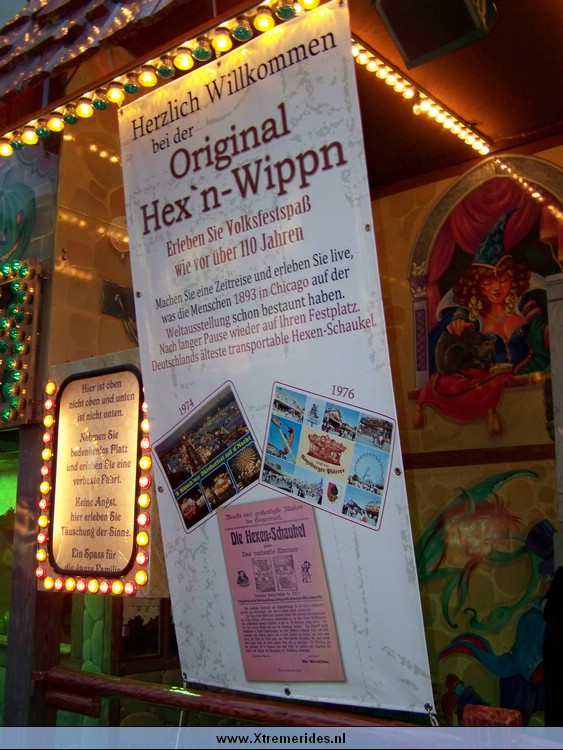 Herzlich Willkommen
bei der
Original
Hex`n-Wippn
Erleben Sie Volksfestspaß
wie vor über 110 Jahren
Machen Sie eine Zeitreise und erleben Sie live,
was die Menschen 1893 in Chicago auf der
Weltausstellung schon bestaunt haben.
Nach langer Pause wieder auf Ihren Festplatz.
Deutschlands älteste transportable Hexen-Schaukel.
1974
1976
Die Hexen=Schaukel
Hier ist oben
nicht oben und unten
ist nicht unten.
Nehmen Sie
bedenkenlos Platz
und erleben Sie eine
verhexte Fahrt.
Keine Angst,
hier erleben Sie
Täuschung der Sinne.
Ein Spass für
die ganze Familie
www.Xtremerides.nl